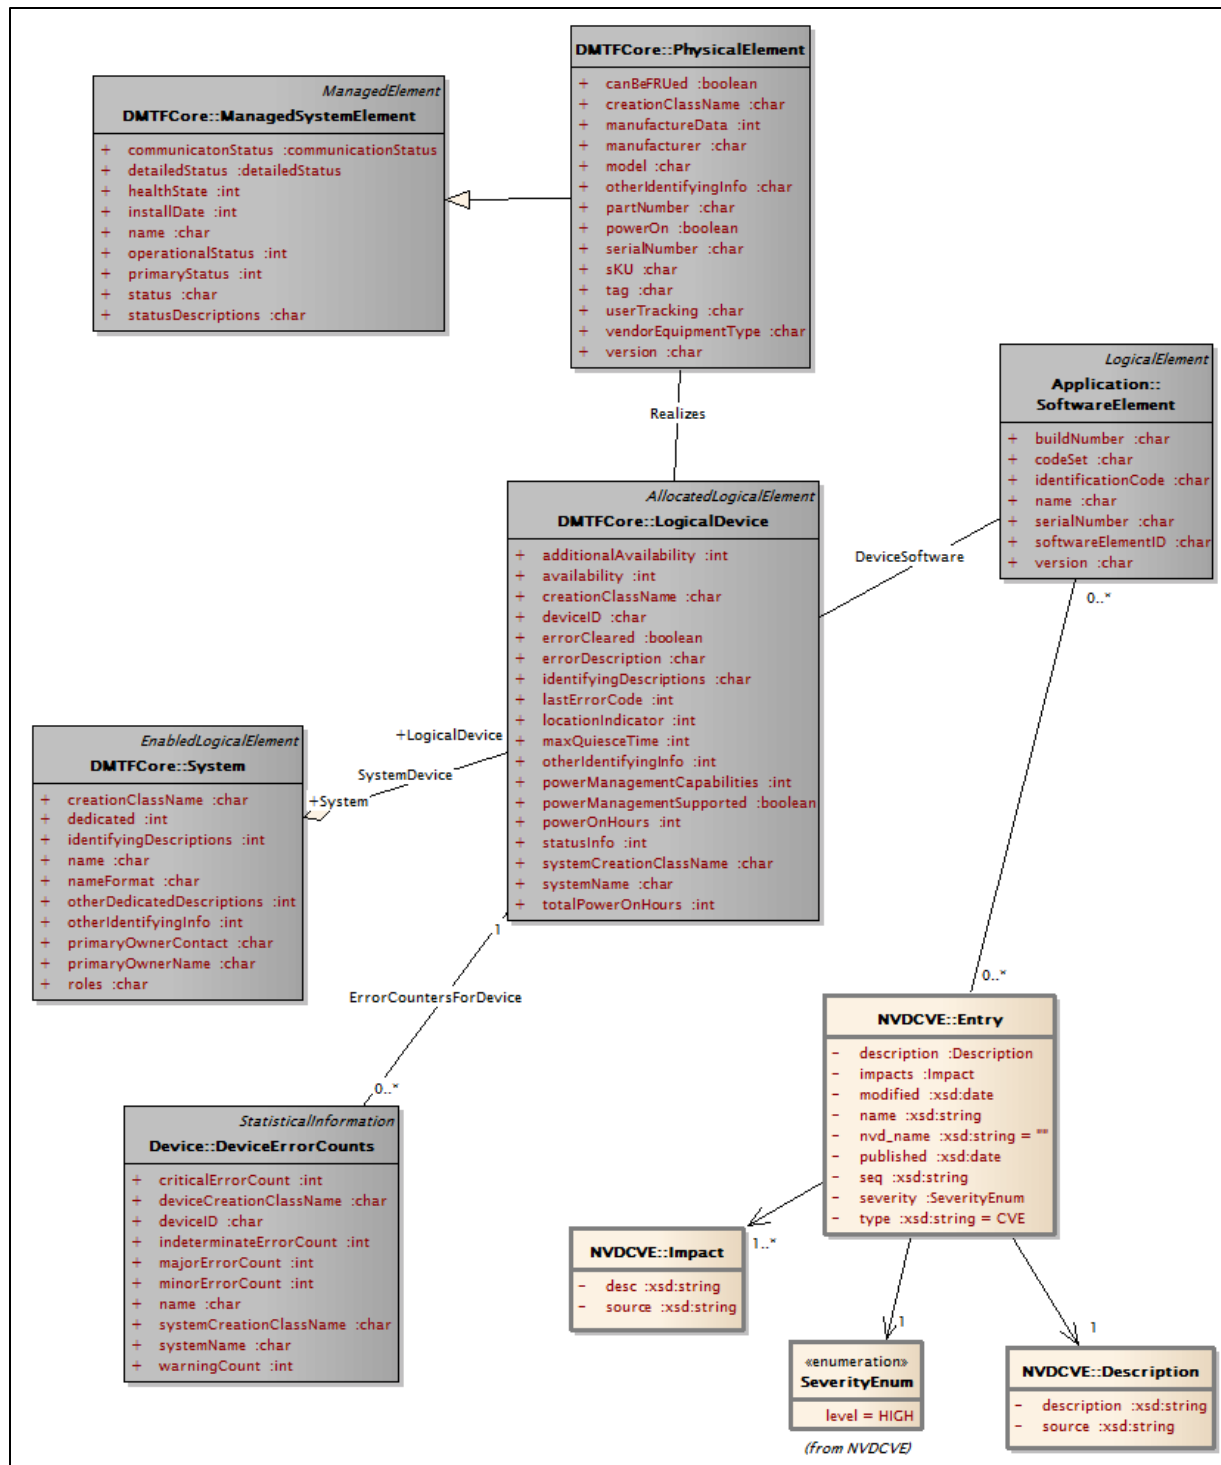 DMTFCore::PhysicalElement
+ canBeFRUed :boolean
+ creationClassName :char
+ manufactureData :int
+ manufacturer :char
+ model :char
+ otherIdentifyingInfo :char
+ partNumber :char
+ powerOn :boolean
+ serialNumber :char
+ sKU :char
+ tag :char
+ userTracking :char
+ vendorEquipmentType :char
+ version :char
ManagedElement
DMTFCore::ManagedSystemElement
+ communicatonStatus :communicationStatus
+ detailedStatus :detailedStatus
+ healthState :int
+ installDate :int
+ name :char
+ operationalStatus :int
+ primaryStatus :int
+ status :char
+ statusDescriptions :char
Realizes
LogicalElement
Application::
SoftwareElement
+ buildNumber :char
+ codeSet :char
+ identificationCode :char
+ name :char
+ serialNumber :char
+ softwareElementID :char
+ version :char
0..*
DeviceSoftware
AllocatedLogicalElement
DMTFCore::LogicalDevice
+ additionalAvailability :int
+ availability :int
+ creationClassName :char
+ deviceID :char
+ errorCleared :boolean
+ errorDescription :char
+ identifyingDescriptions :char
+ lastErrorCode :int
+ locationIndicator :int
+ maxQuiesceTime :int
+ otherIdentifyingInfo :int
+ powerManagementCapabilities :int
+ powerManagementSupported :boolean
+ powerOnHours :int
+ statusInfo :int
+ systemCreationClassName :char
+ systemName :char
+ totalPowerOnHours :int
+LogicalDevice
SystemDevice
+System
EnabledLogicalElement
DMTFCore::System
+ creationClassName :char
+ dedicated :int
+ identifyingDescriptions :int
+ name :char
+ nameFormat :char
+ otherDedicatedDescriptions :int
+ otherIdentifyingInfo :int
+ primaryOwnerContact :char
+ primaryOwnerName :char
+ roles :char
1
ErrorCountersForDevice
0..*
StatisticalInformation
Device::DeviceErrorCounts
+ criticalErrorCount :int
+ deviceCreationClassName :char
+ deviceID :char
+ indeterminateErrorCount :int
+ majorErrorCount :int
+ minorErrorCount :int
+ name :char
+ systemCreationClassName :char
+ systemName :char
+ warningCount :int
0..*
NVDCVE::Entry
- description :Description
- impacts :Impact
- modified :xsd:date
- name :xsd:string
- nvd_name :xsd:string = ""
- published :xsd:date
- seq :xsd:string
- severity :SeverityEnum
- type :xsd:string = CVE
1..*
NVDCVE::Impact
- desc :xsd:string
- source :xsd:string
1
«enumeration»
SeverityEnum
level = HIGH
(from NVDCVE)
1
NVDCVE::Description
- description :xsd:string
- source :xsd:string